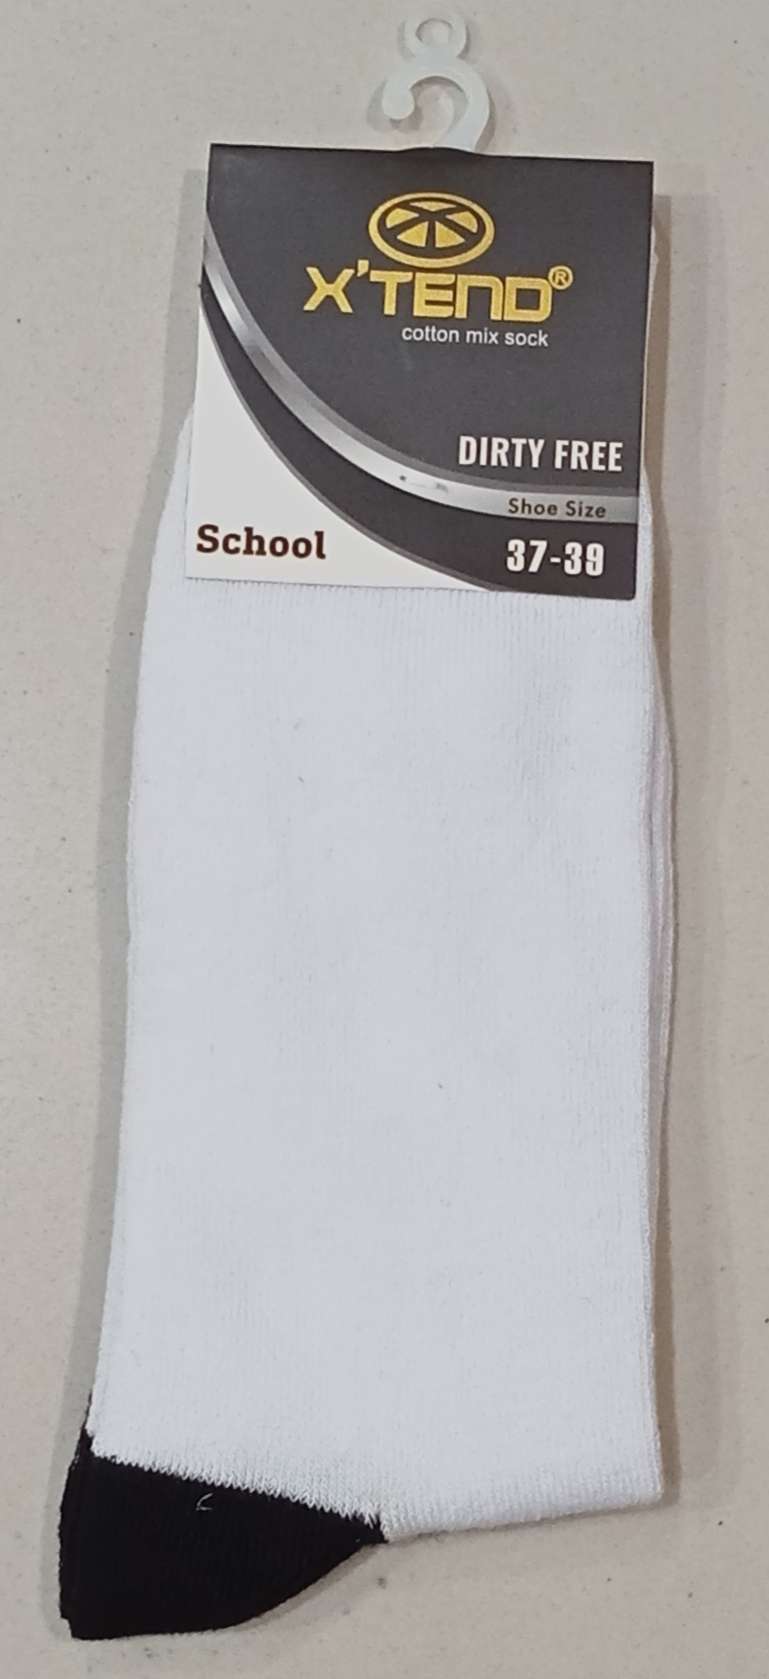 X'TEND®
cotton mix sock
DIRTY FREE
Shoe Size
School
37-39